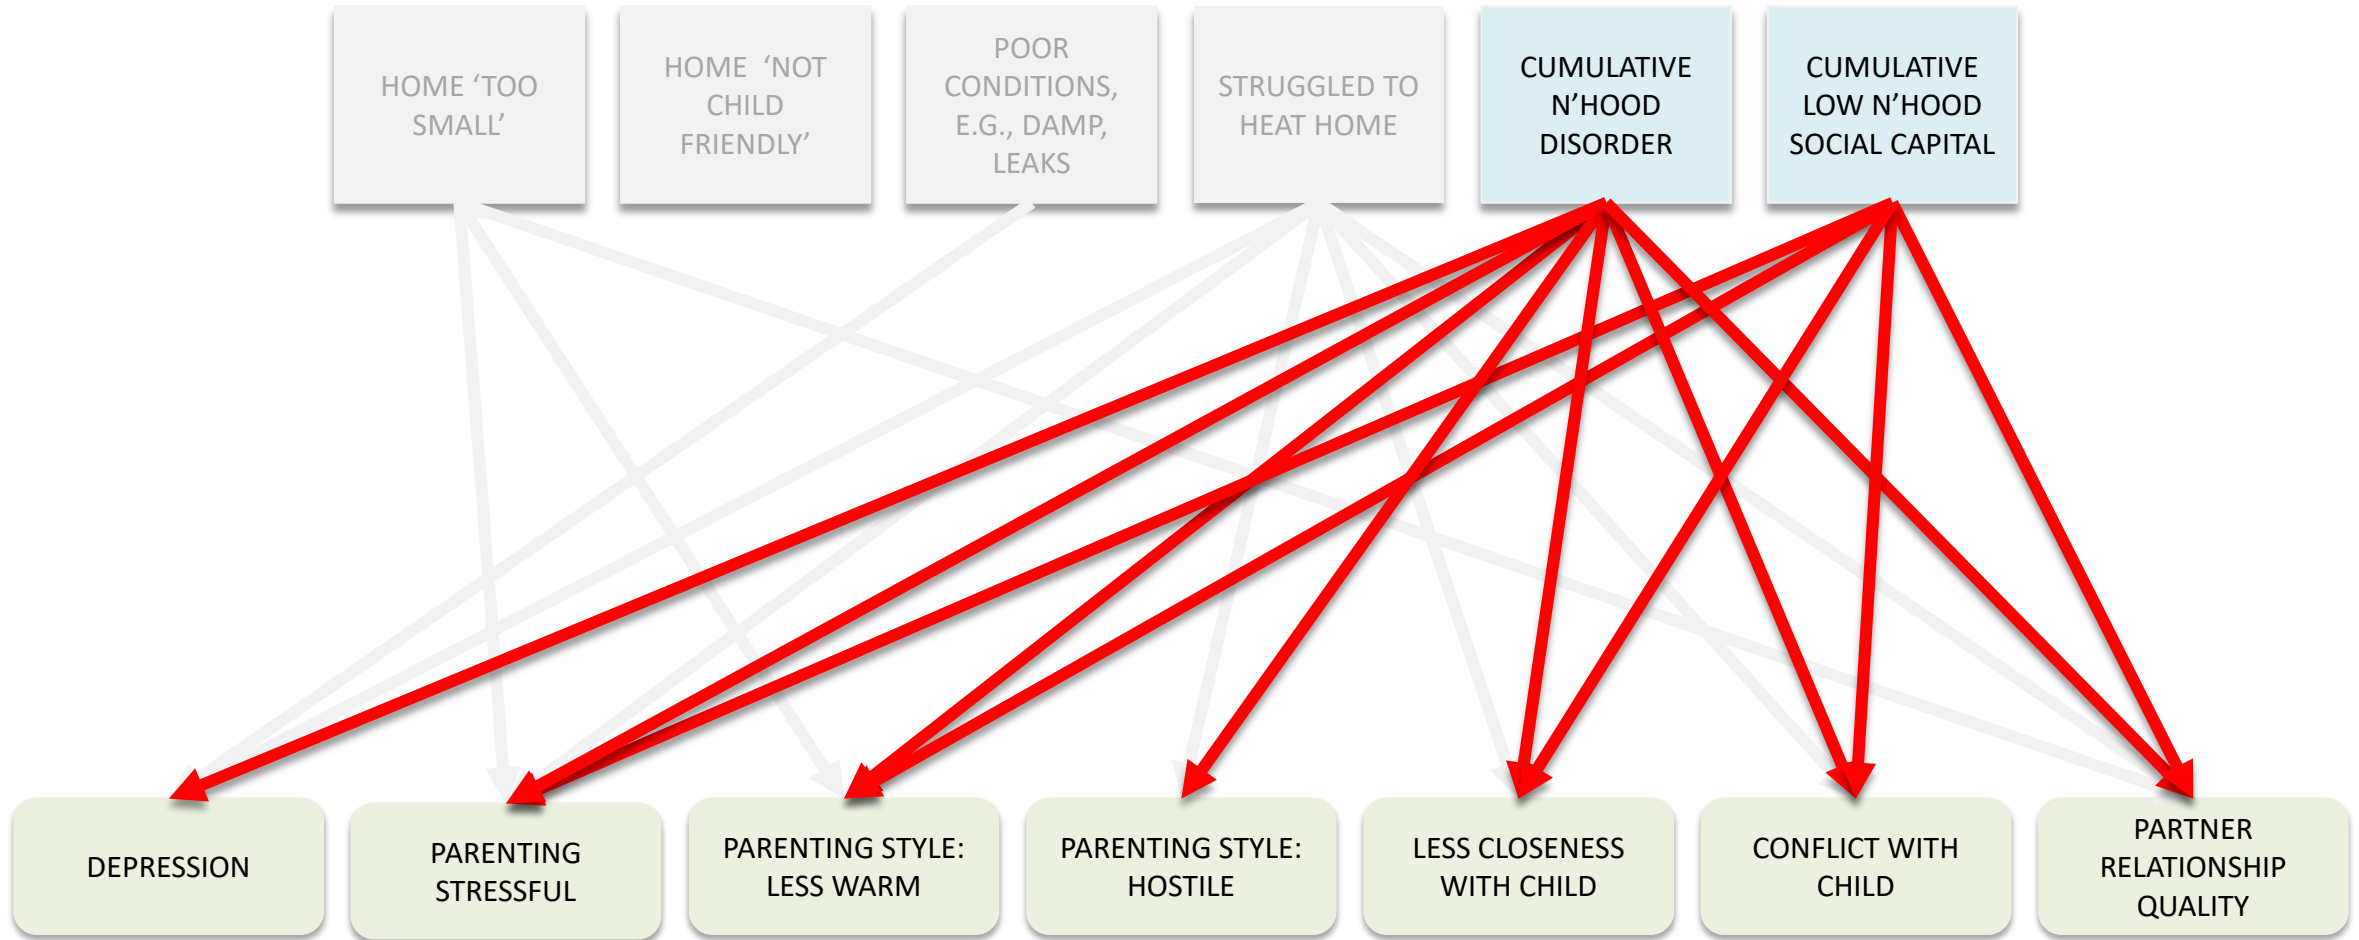 HOME ‘TOO
SMALL’
HOME ‘NOT
CHILD
FRIENDLY’
POOR
CONDITIONS,
E.G., DAMP,
LEAKS
STRUGGLED TO
HEAT HOME
CUMULATIVE
N’HOOD
DISORDER
CUMULATIVE
LOW N’HOOD
SOCIAL CAPITAL
DEPRESSION
PARENTING
STRESSFUL
PARENTING STYLE:
LESS WARM
PARENTING STYLE:
HOSTILE
LESS CLOSENESS
WITH CHILD
CONFLICT WITH
CHILD
PARTNER
RELATIONSHIP
QUALITY